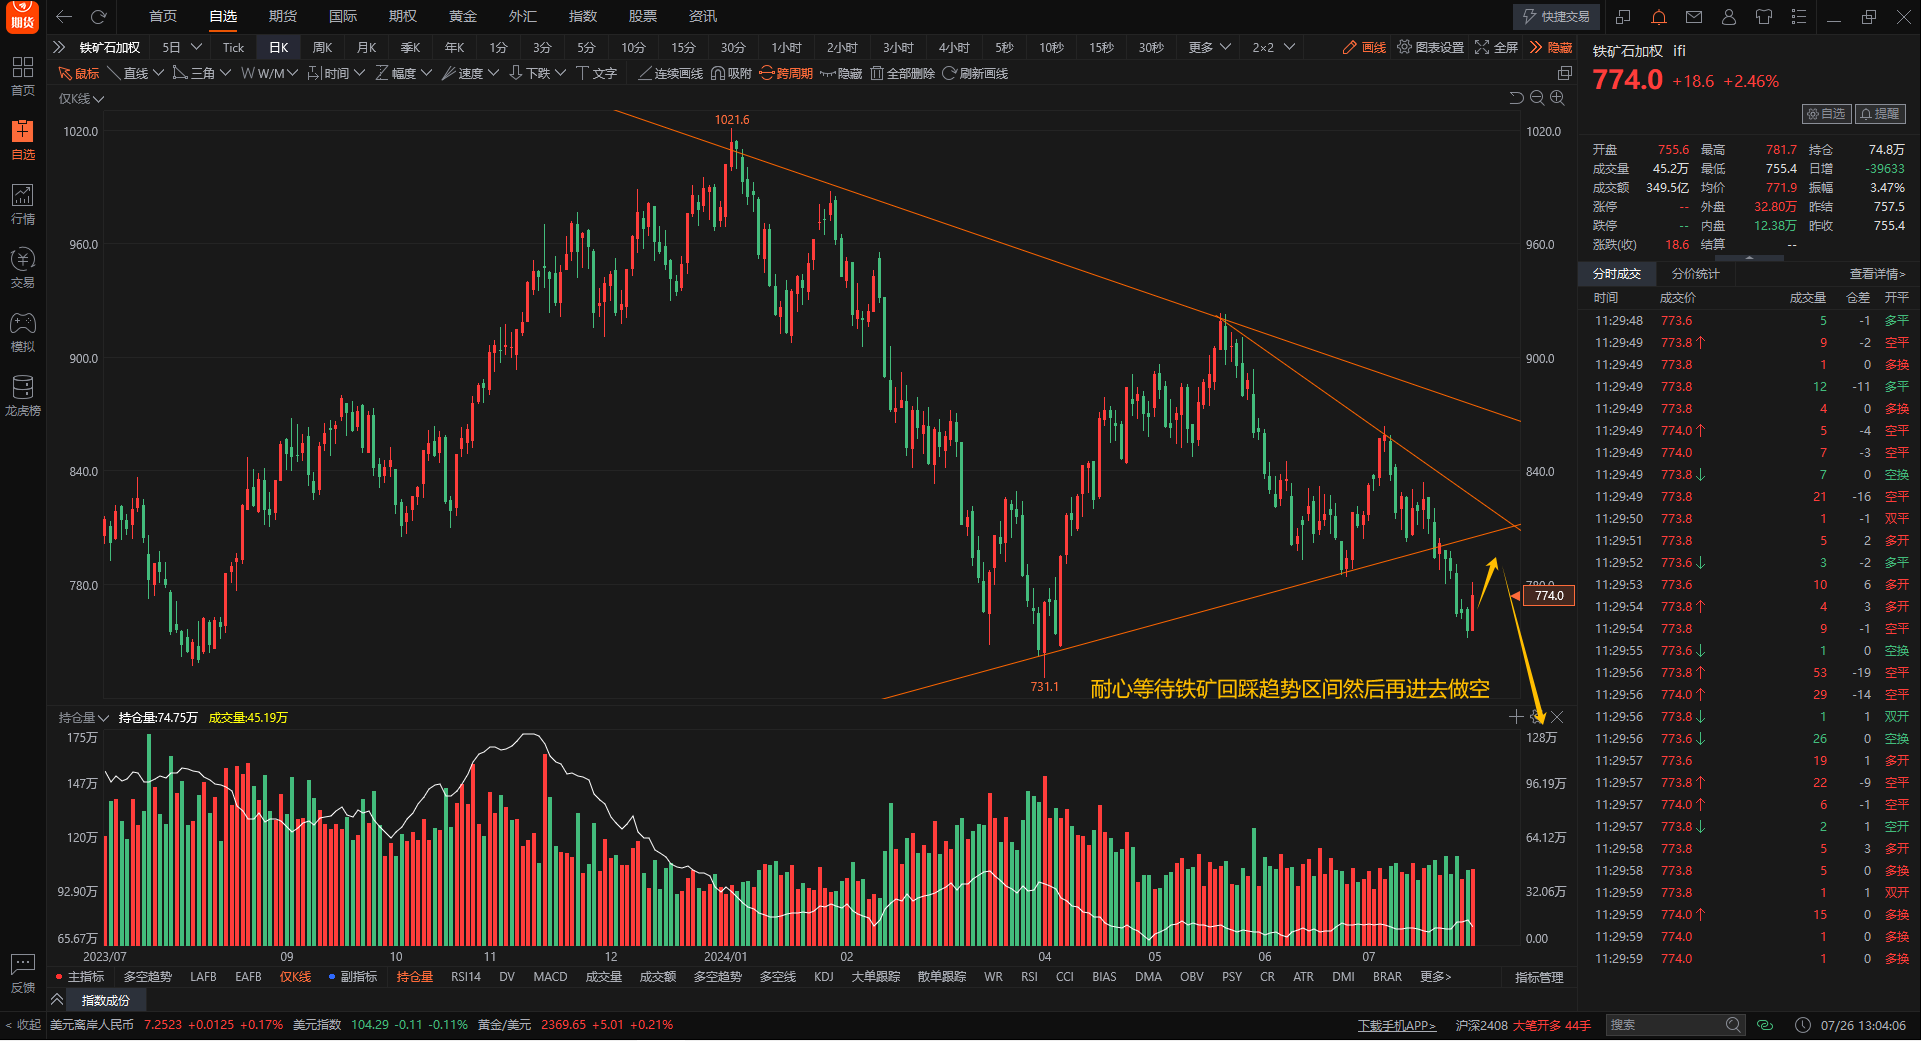 期货
首页 自选 期货 国际 期权 黄金 外汇 指数 股票 资讯 快捷交易
铁矿石加权 5日 Tick 日K 周K 月K 季K 年K 1分 3分 5分 10分 15分 30分 1小时 2小时 3小时 4小时 5秒 10秒 15秒 30秒 更多 2×2 画线 图表设置 全屏 隐藏
鼠标 直线 三角 W/M 时间 幅度 速度 下跌 文字 连续画线 吸附 跨周期 隐藏 全部删除 刷新画线
首页
自选
行情
交易
模拟
龙虎榜
反馈
< 收起
仅K线
1020.0 1021.6 1020.0
960.0 960.0
900.0 900.0
840.0 840.0
780.0 780.0
774.0
731.1
耐心等待铁矿回踩趋势区间然后再进去做空
持仓量 持仓量:74.75万 成交量:45.19万
175万 128万
147万 96.19万
120万 64.12万
92.90万 32.06万
65.67万 0.00
2023/07 09 10 11 12 2024/01 02 04 05 06 07
主指标 多空趋势 LAFB EAFB 仅K线 副指标 持仓量 RSI14 DV MACD 成交量 成交额 多空趋势 多空线 KDJ 大单跟踪 散单跟踪 WR RSI CCI BIAS DMA OBV PSY CR ATR DMI BRAR 更多> 指标管理
指数成份
铁矿石加权 ifi
774.0 +18.6 +2.46%
自选 提醒
开盘 755.6 最高 781.7 持仓 74.8万
成交量 45.2万 最低 755.4 日增 -39633
成交额 349.5亿 均价 771.9 振幅 3.47%
涨停 -- 外盘 32.80万 昨结 757.5
跌停 -- 内盘 12.38万 昨收 755.4
涨跌(收) 18.6 结算 --
分时成交 分价统计 查看详情>
时间 成交价 成交量 仓差 开平
11:29:48 773.6 5 -1 多平
11:29:49 773.8↑ 9 -2 空平
11:29:49 773.8 1 0 多换
11:29:49 773.8 12 -11 多平
11:29:49 773.8 4 0 多换
11:29:49 774.0↑ 5 -4 空平
11:29:49 774.0 7 -3 空平
11:29:49 773.8↓ 7 0 空换
11:29:49 773.8 21 -16 空平
11:29:50 773.8 1 -1 双平
11:29:51 773.8 5 2 多开
11:29:52 773.6↓ 3 -2 多平
11:29:53 773.6 10 6 多开
11:29:54 773.8↑ 4 3 多开
11:29:54 773.8 9 -1 空平
11:29:55 773.6↓ 1 0 空换
11:29:56 773.8↑ 53 -19 空平
11:29:56 774.0↑ 29 -14 空平
11:29:56 773.8↓ 1 1 双开
11:29:56 773.6↓ 26 0 空换
11:29:57 773.6 19 1 多开
11:29:57 773.8↑ 22 -9 空平
11:29:57 774.0↑ 6 -1 空平
11:29:57 773.8↓ 2 1 空开
11:29:58 773.8 5 3 多开
11:29:58 773.8 5 0 多换
11:29:59 773.8 1 1 双开
11:29:59 774.0↑ 15 0 多换
11:29:59 774.0 1 0 多换
11:29:59 774.0 1 0 多换
美元离岸人民币 7.2523 +0.0125 +0.17% 美元指数 104.29 -0.11 -0.11% 黄金/美元 2369.65 +5.01 +0.21% 下载手机APP> 沪深2408 大笔开多 44手 搜索 07/26 13:04:06